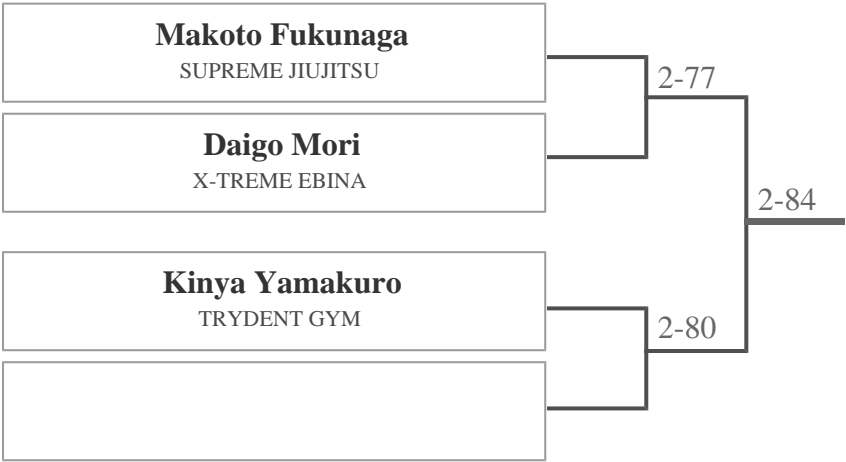 Makoto Fukunaga
SUPREME JIUJITSU
2-77
Daigo Mori
X-TREME EBINA
2-84
Kinya Yamakuro
TRYDENT GYM
2-80